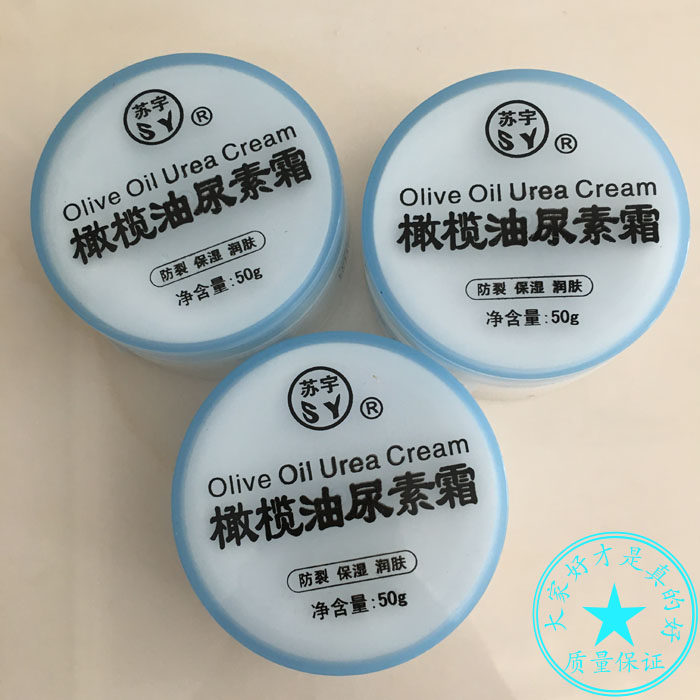 苏宇
SY ®
Olive Oil Urea Cream
橄榄油尿素霜
防裂 保湿 润肤
净含量:50g
苏宇
SY ®
Olive Oil Urea Cream
橄榄油尿素霜
防裂 保湿 润肤
净含量:50g
苏宇
SY ®
Olive Oil Urea Cream
橄榄油尿素霜
防裂 保湿 润肤
净含量:50g
大家好才是真的好
质量保证